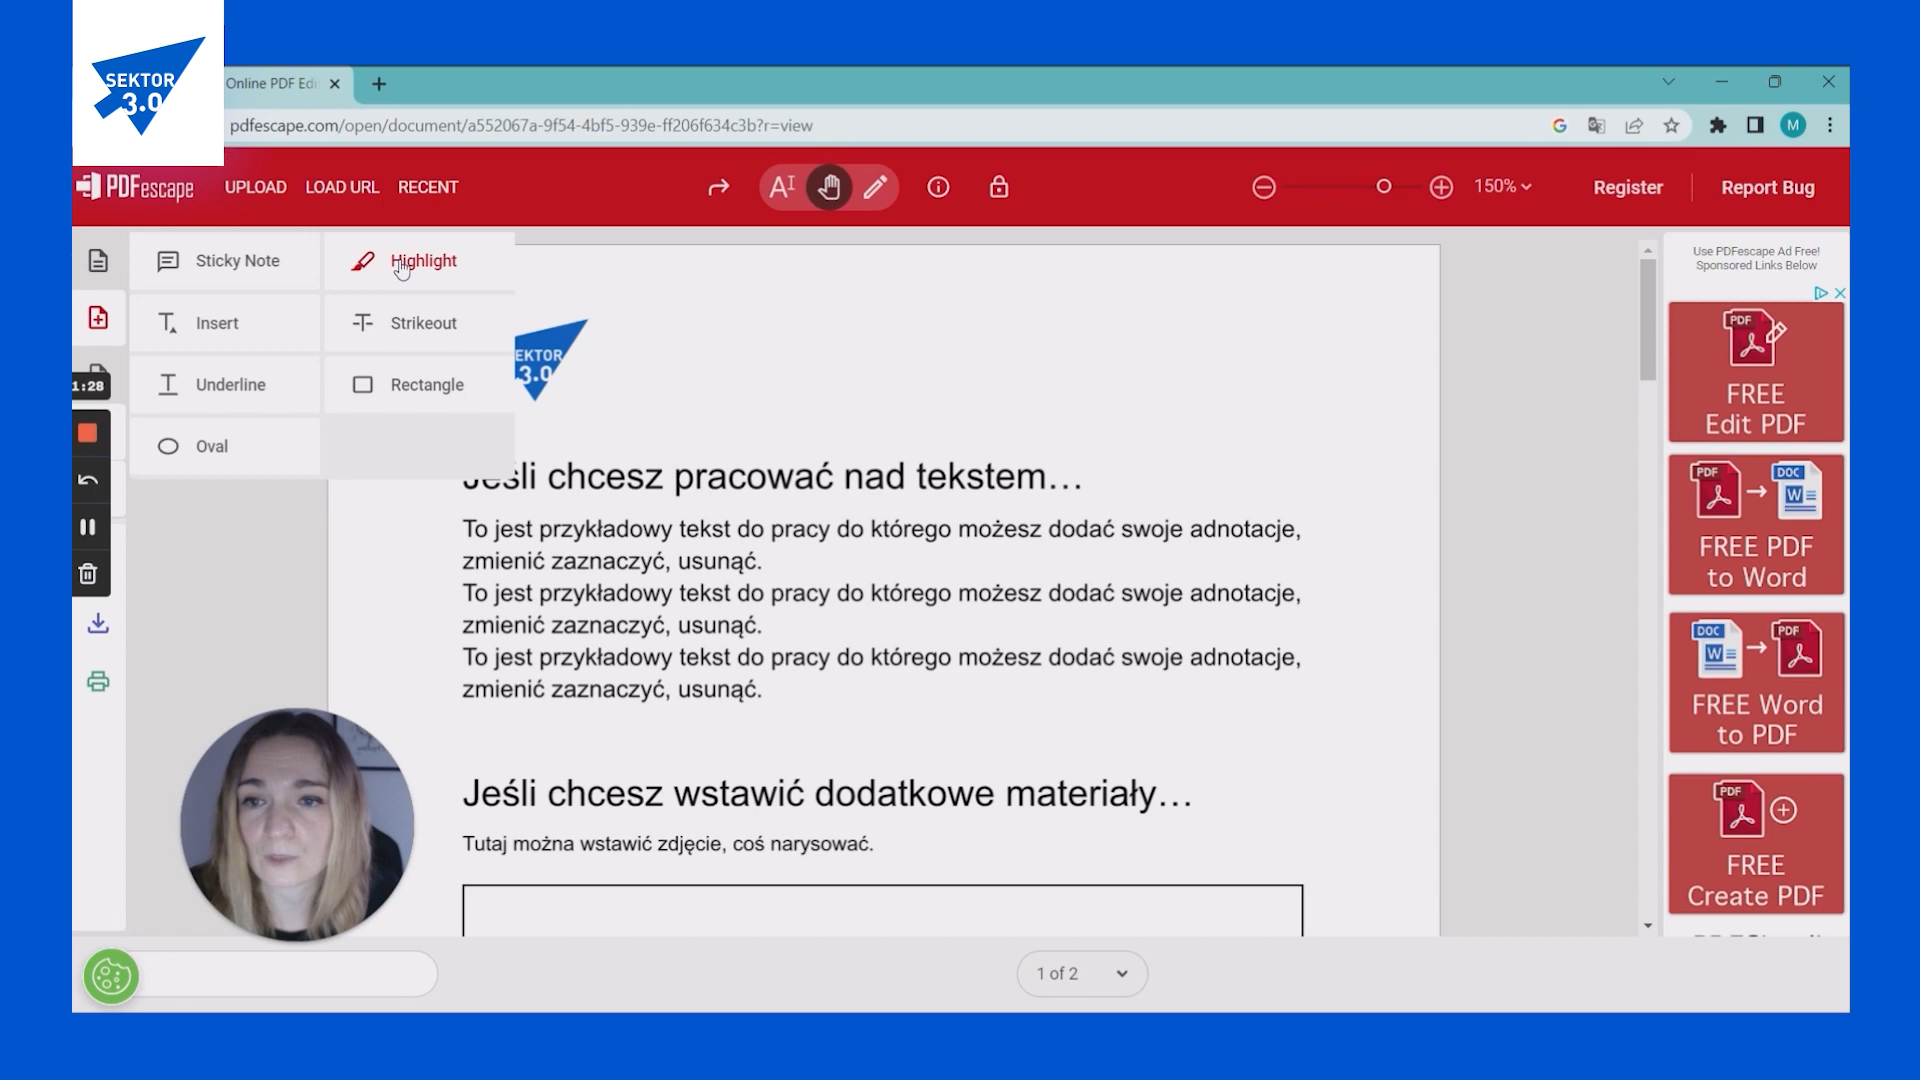 SEKTOR
3.0
Online PDF Edi
pdfescape.com/open/document/a552067a-9f54-4bf5-939e-ff206f634c3b?r=view
G
M
PDFescape
UPLOAD
LOAD URL
RECENT
150%
Register
Report Bug
Sticky Note
Highlight
Insert
Strikeout
Underline
Rectangle
Oval
1:28
EKTOR
3.0
Jeśli chcesz pracować nad tekstem…
To jest przykładowy tekst do pracy do którego możesz dodać swoje adnotacje,
zmienić zaznaczyć, usunąć.
To jest przykładowy tekst do pracy do którego możesz dodać swoje adnotacje,
zmienić zaznaczyć, usunąć.
To jest przykładowy tekst do pracy do którego możesz dodać swoje adnotacje,
zmienić zaznaczyć, usunąć.
Jeśli chcesz wstawić dodatkowe materiały…
Tutaj można wstawić zdjęcie, coś narysować.
1 of 2
Use PDFescape Ad Free!
Sponsored Links Below
PDF
FREE
Edit PDF
PDF
DOC
W
FREE PDF
to Word
DOC
W
PDF
FREE Word
to PDF
PDF
FREE
Create PDF